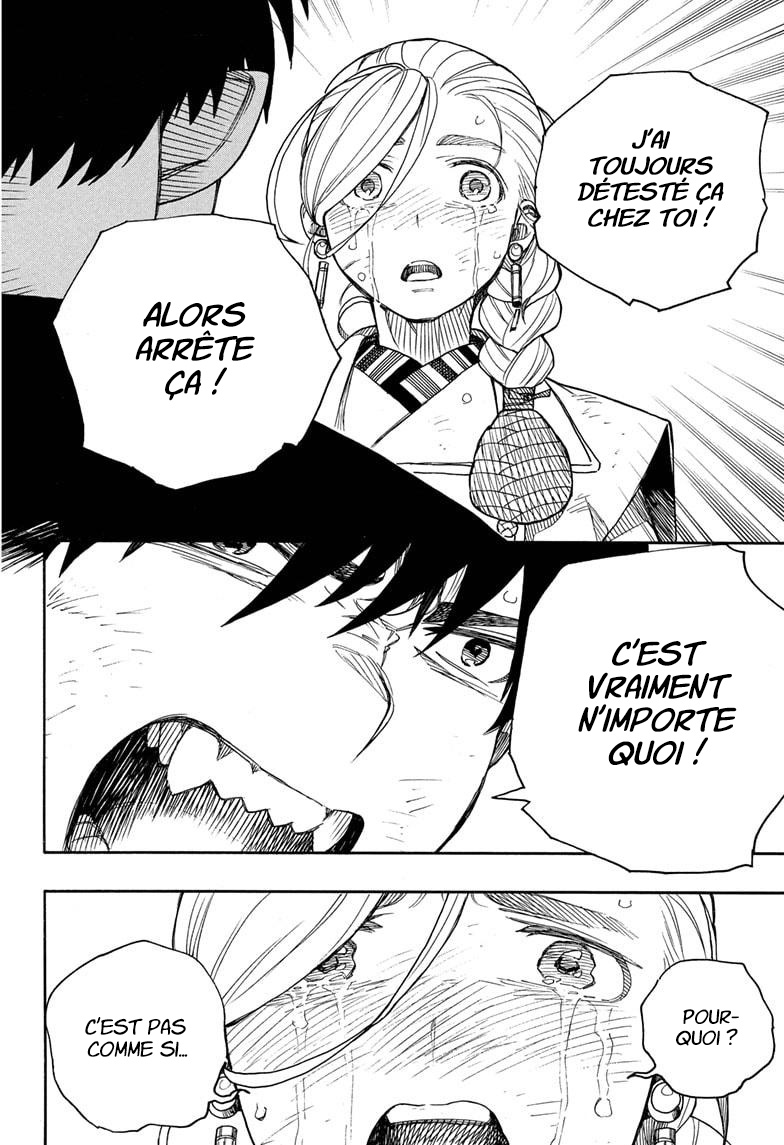 J'AI
TOUJOURS
DÉTESTÉ ÇA
CHEZ TOI !
ALORS
ARRÊTE
ÇA !
C'EST
VRAIMENT
N'IMPORTE
QUOI !
POUR-
QUOI ?
C'EST PAS
COMME SI...